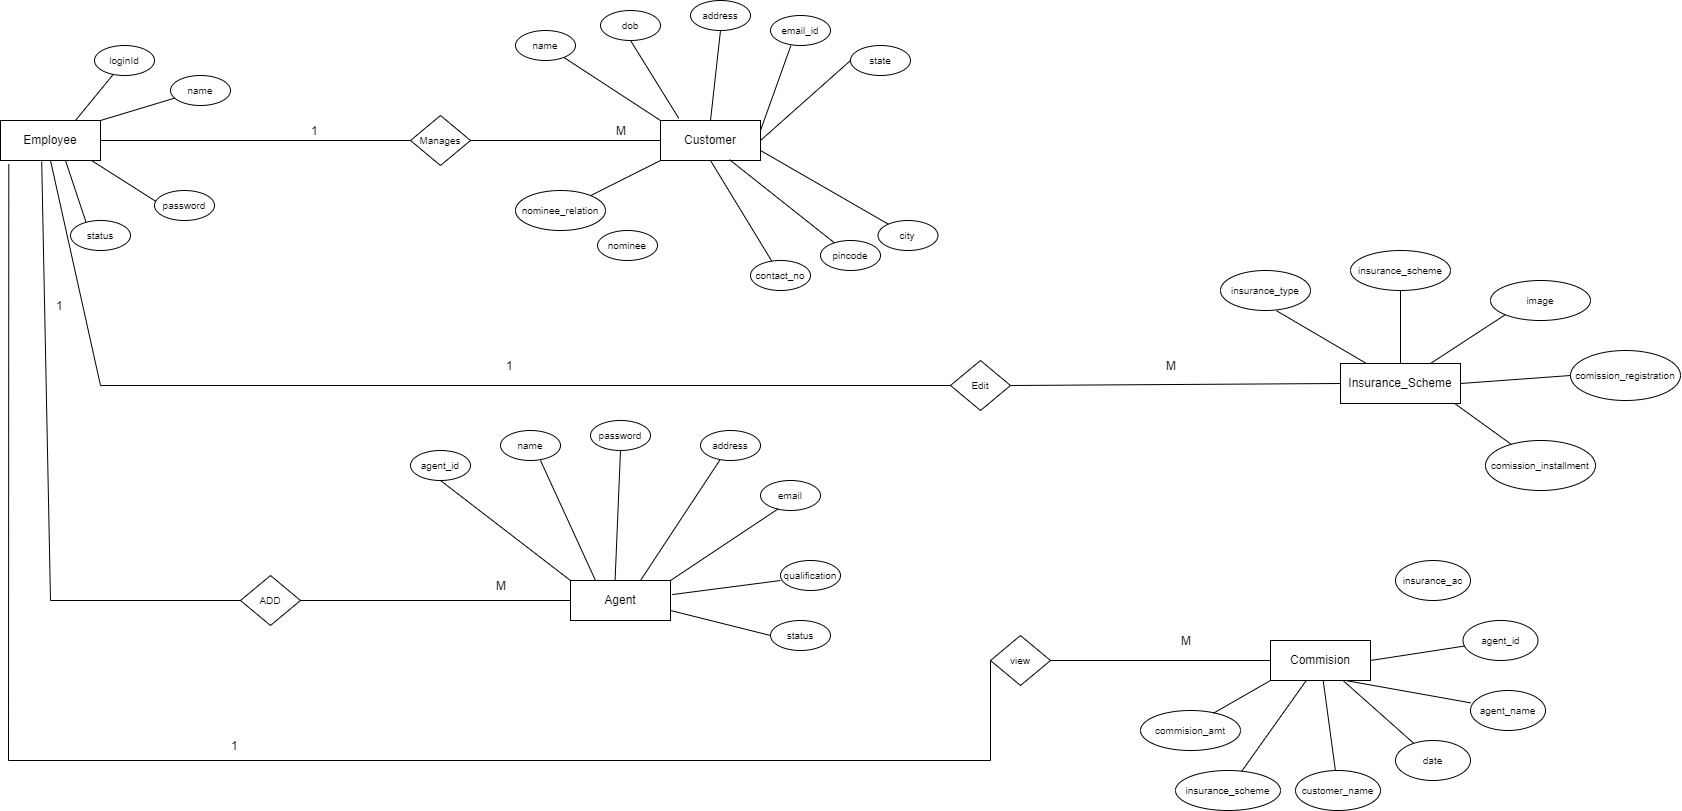 address
dob
email_id
name
state
loginId
name
1
M
Employee
Manages
Customer
password
nominee_relation
status
nominee
city
pincode
contact_no
insurance_scheme
insurance_type
image
1
1
M
comission_registration
Edit
Insurance_Scheme
password
name
address
agent_id
comission_installment
email
qualification
insurance_ac
M
ADD
Agent
status
M
agent_id
view
Commision
agent_name
commision_amt
1
date
insurance_scheme
customer_name